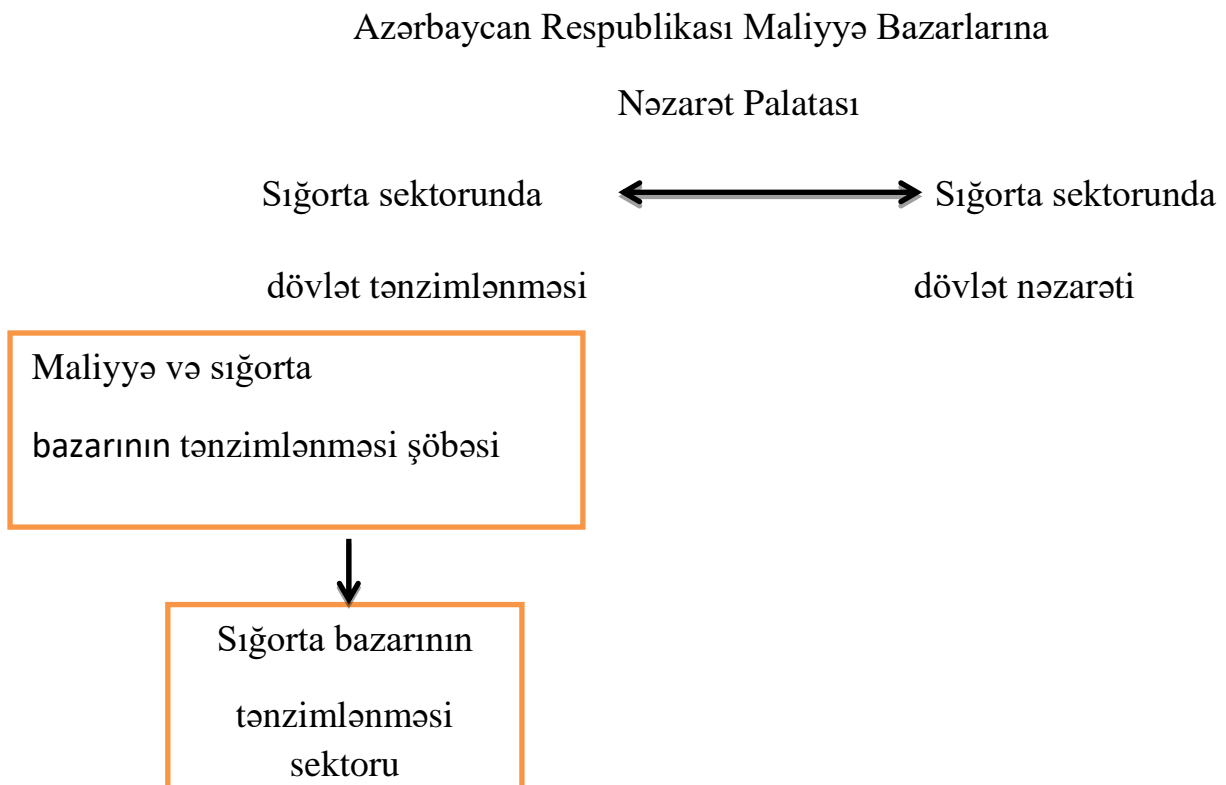 Azərbaycan Respublikası Maliyyə Bazarlarına
Nəzarət Palatası
Sığorta sektorunda
Sığorta sektorunda
dövlət tənzimlənməsi
dövlət nəzarəti
Maliyyə və sığorta
bazarının tənzimlənməsi şöbəsi
Sığorta bazarının
tənzimlənməsi
sektoru